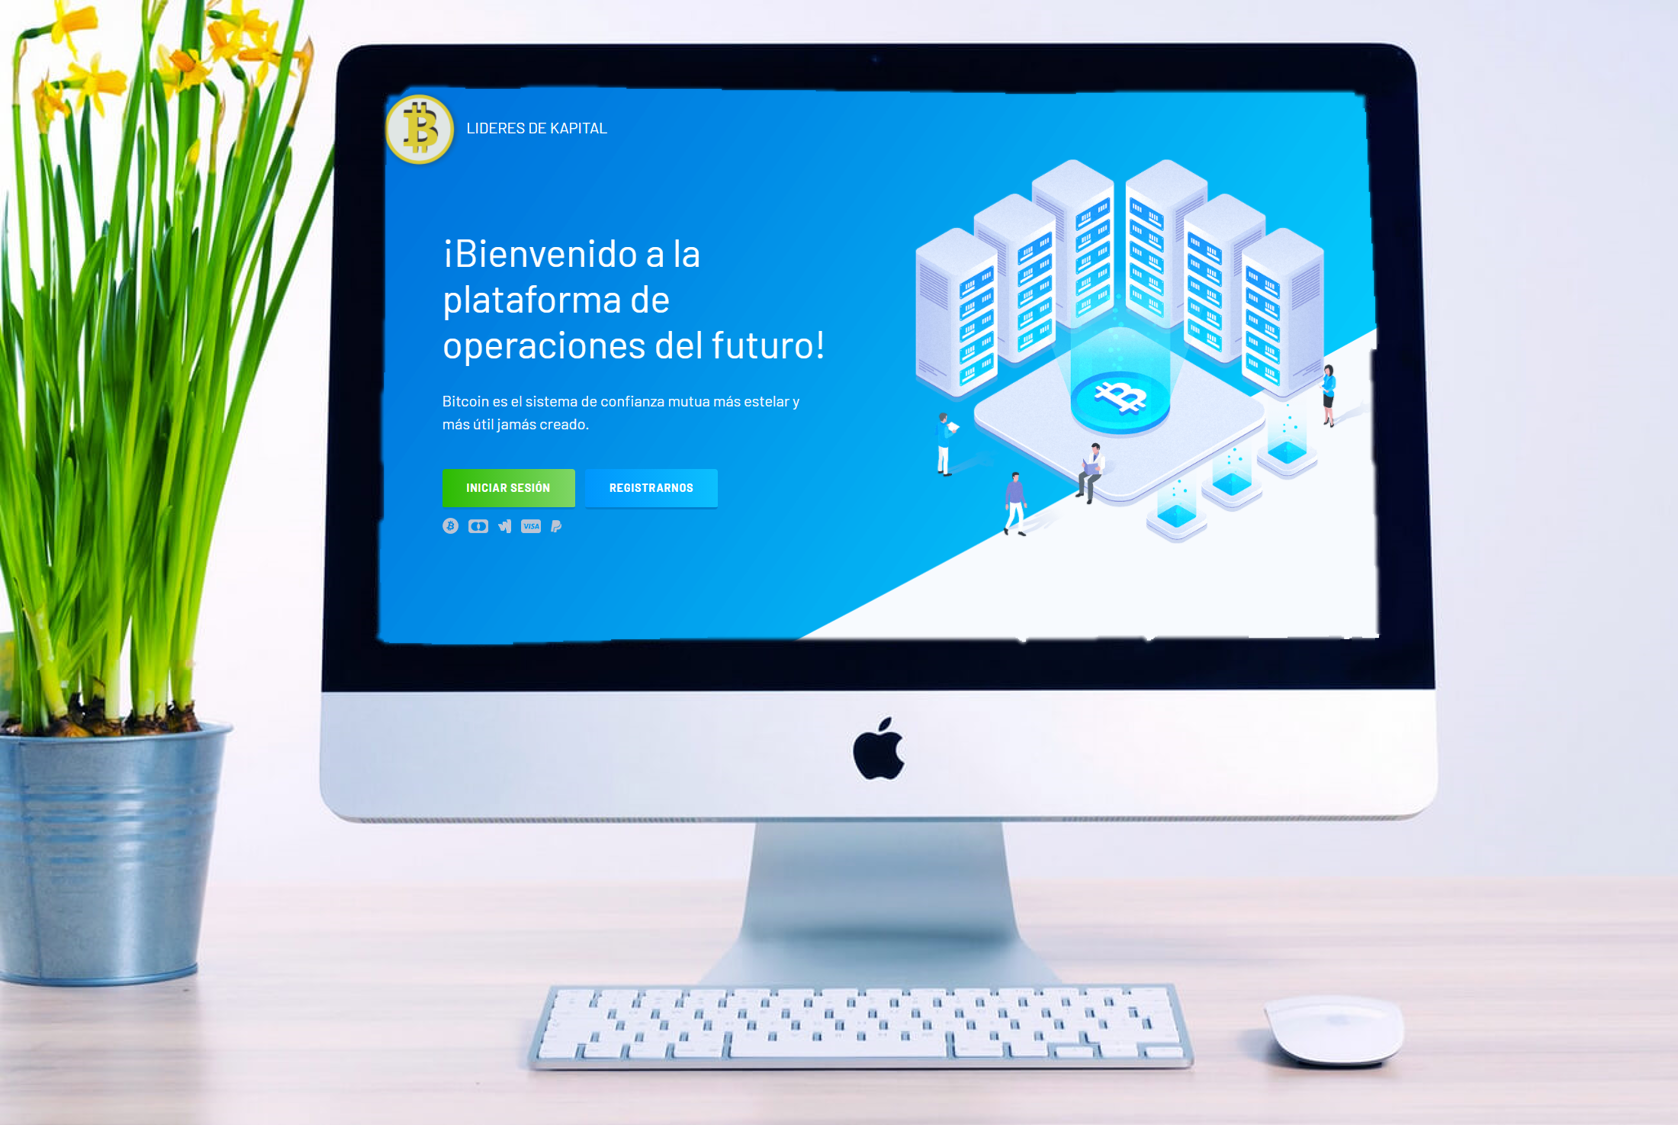 LIDERES DE KAPITAL
¡Bienvenido a la
plataforma de
operaciones del futuro!
Bitcoin es el sistema de confianza mutua más estelar y
más útil jamás creado.
INICIAR SESIÓN
REGISTRARNOS
VISA